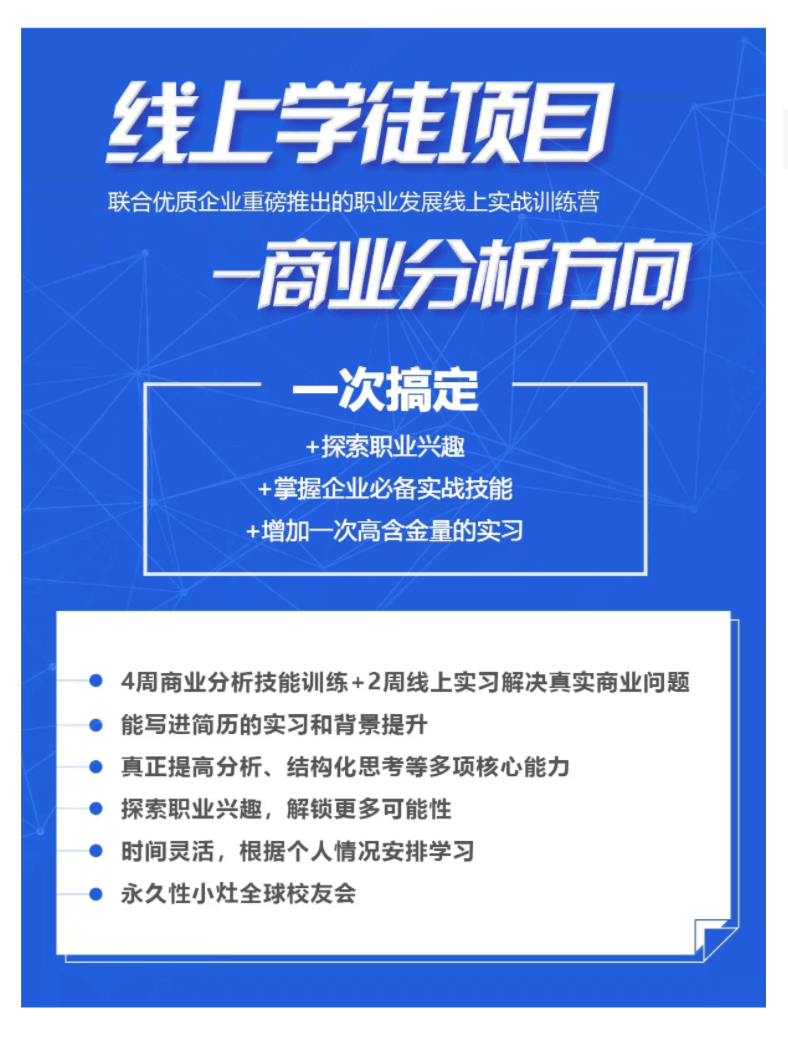 线上学徒项目
联合优质企业重磅推出的职业发展线上实战训练营
-商业分析方向
一次搞定
+探索职业兴趣
+掌握企业必备实战技能
+增加一次高含金量的实习
4周商业分析技能训练+2周线上实习解决真实商业问题
能写进简历的实习和背景提升
真正提高分析、结构化思考等多项核心能力
探索职业兴趣，解锁更多可能性
时间灵活，根据个人情况安排学习
永久性小灶全球校友会